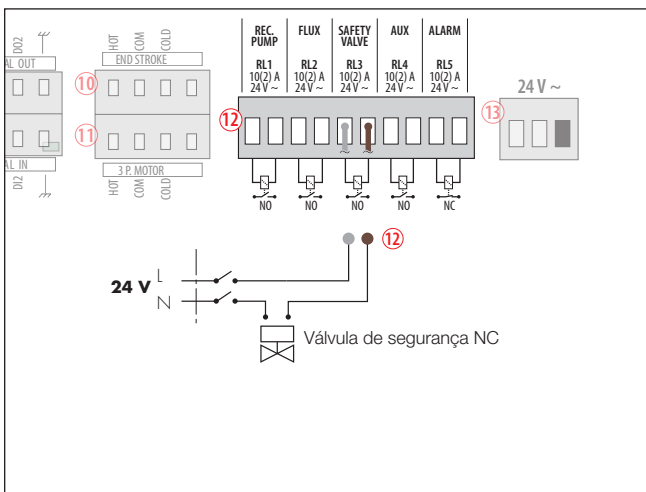 REC. PUMP
FLUX
SAFETY VALVE
AUX
ALARM
RL1 10(2) A 24 V ~
RL2 10(2) A 24 V ~
RL3 10(2) A 24 V ~
RL4 10(2) A 24 V ~
RL5 10(2) A 24 V ~
DIO2
AL OUT
HOT
COM
COLD
END STROKE
10
11
12
13
24 V ~
AL IN
DI2
3 P. MOTOR
HOT
COM
COLD
NO
NO
NO
NO
NC
12
24 V
L
N
Válvula de segurança NC